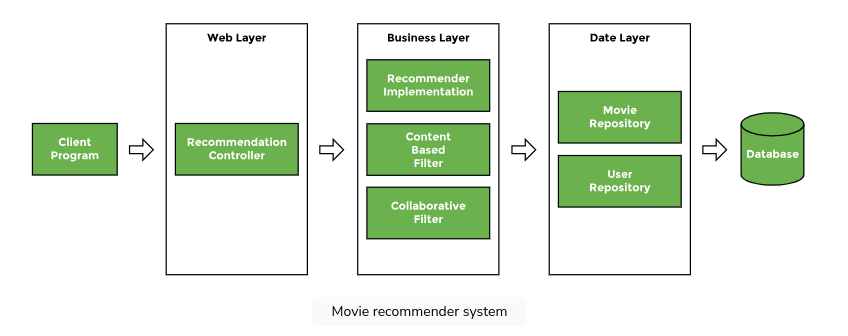 Web Layer
Business Layer
Date Layer
Client
Program
Recommendation
Controller
Recommender
Implementation
Content
Based
Filter
Collaborative
Filter
Movie
Repository
User
Repository
Database
Movie recommender system